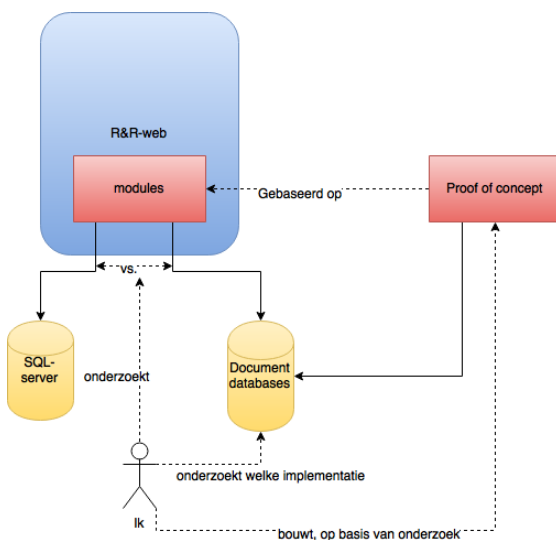 R&R-web
modules
Gebaseerd op
Proof of concept
vs.
SQL-
server
onderzoekt
Document
databases
onderzoekt welke implementatie
Ik
bouwt, op basis van onderzoek